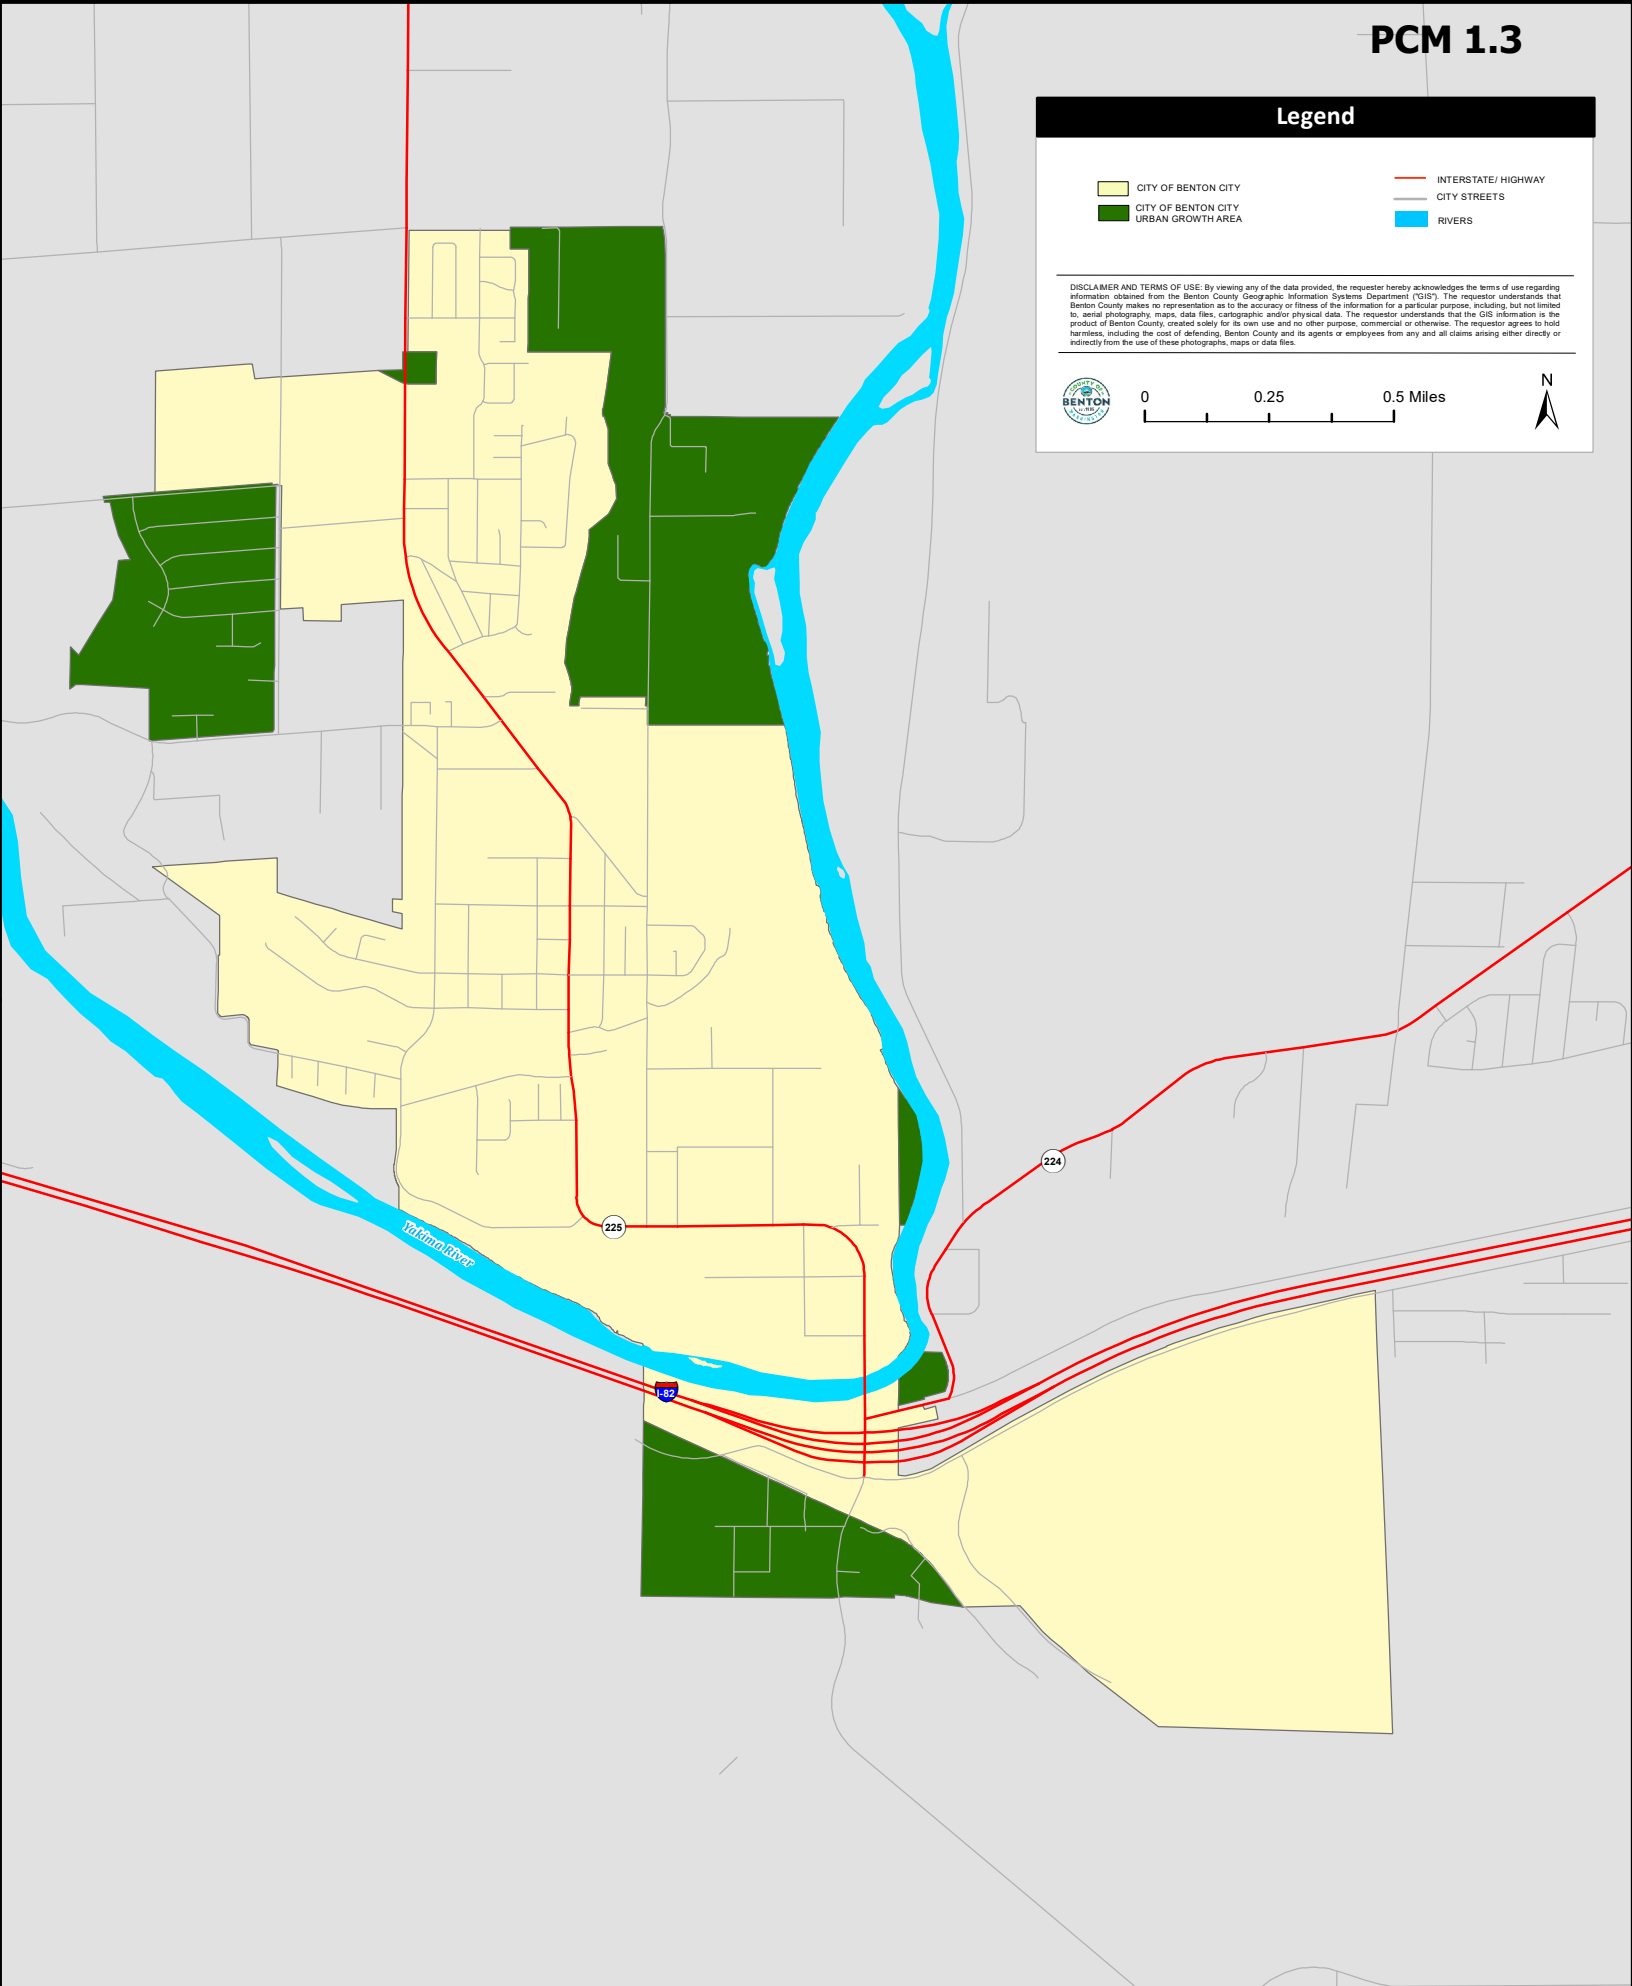 PCM 1.3
Legend
CITY OF BENTON CITY
CITY OF BENTON CITY
URBAN GROWTH AREA
INTERSTATE/ HIGHWAY
CITY STREETS
RIVERS
DISCLAIMER AND TERMS OF USE: By viewing any of the data provided, the requester hereby acknowledges the terms of use regarding
information obtained from the Benton County Geographic Information Systems Department ("GIS"). The requestor understands that
Benton County makes no representation as to the accuracy or fitness of the information for a particular purpose, including, but not limited
to, aerial photography, maps, data files, cartographic and/or physical data. The requestor understands that the GIS information is the
product of Benton County, created solely for its own use and no other purpose, commercial or otherwise. The requestor agrees to hold
harmless, including the cost of defending, Benton County and its agents or employees from any and all claims arising either directly or
indirectly from the use of these photographs, maps or data files.
COUNTY OF
BENTON
WASHINGTON
0 0.25 0.5 Miles
N
224
225
Yakima River
I-82